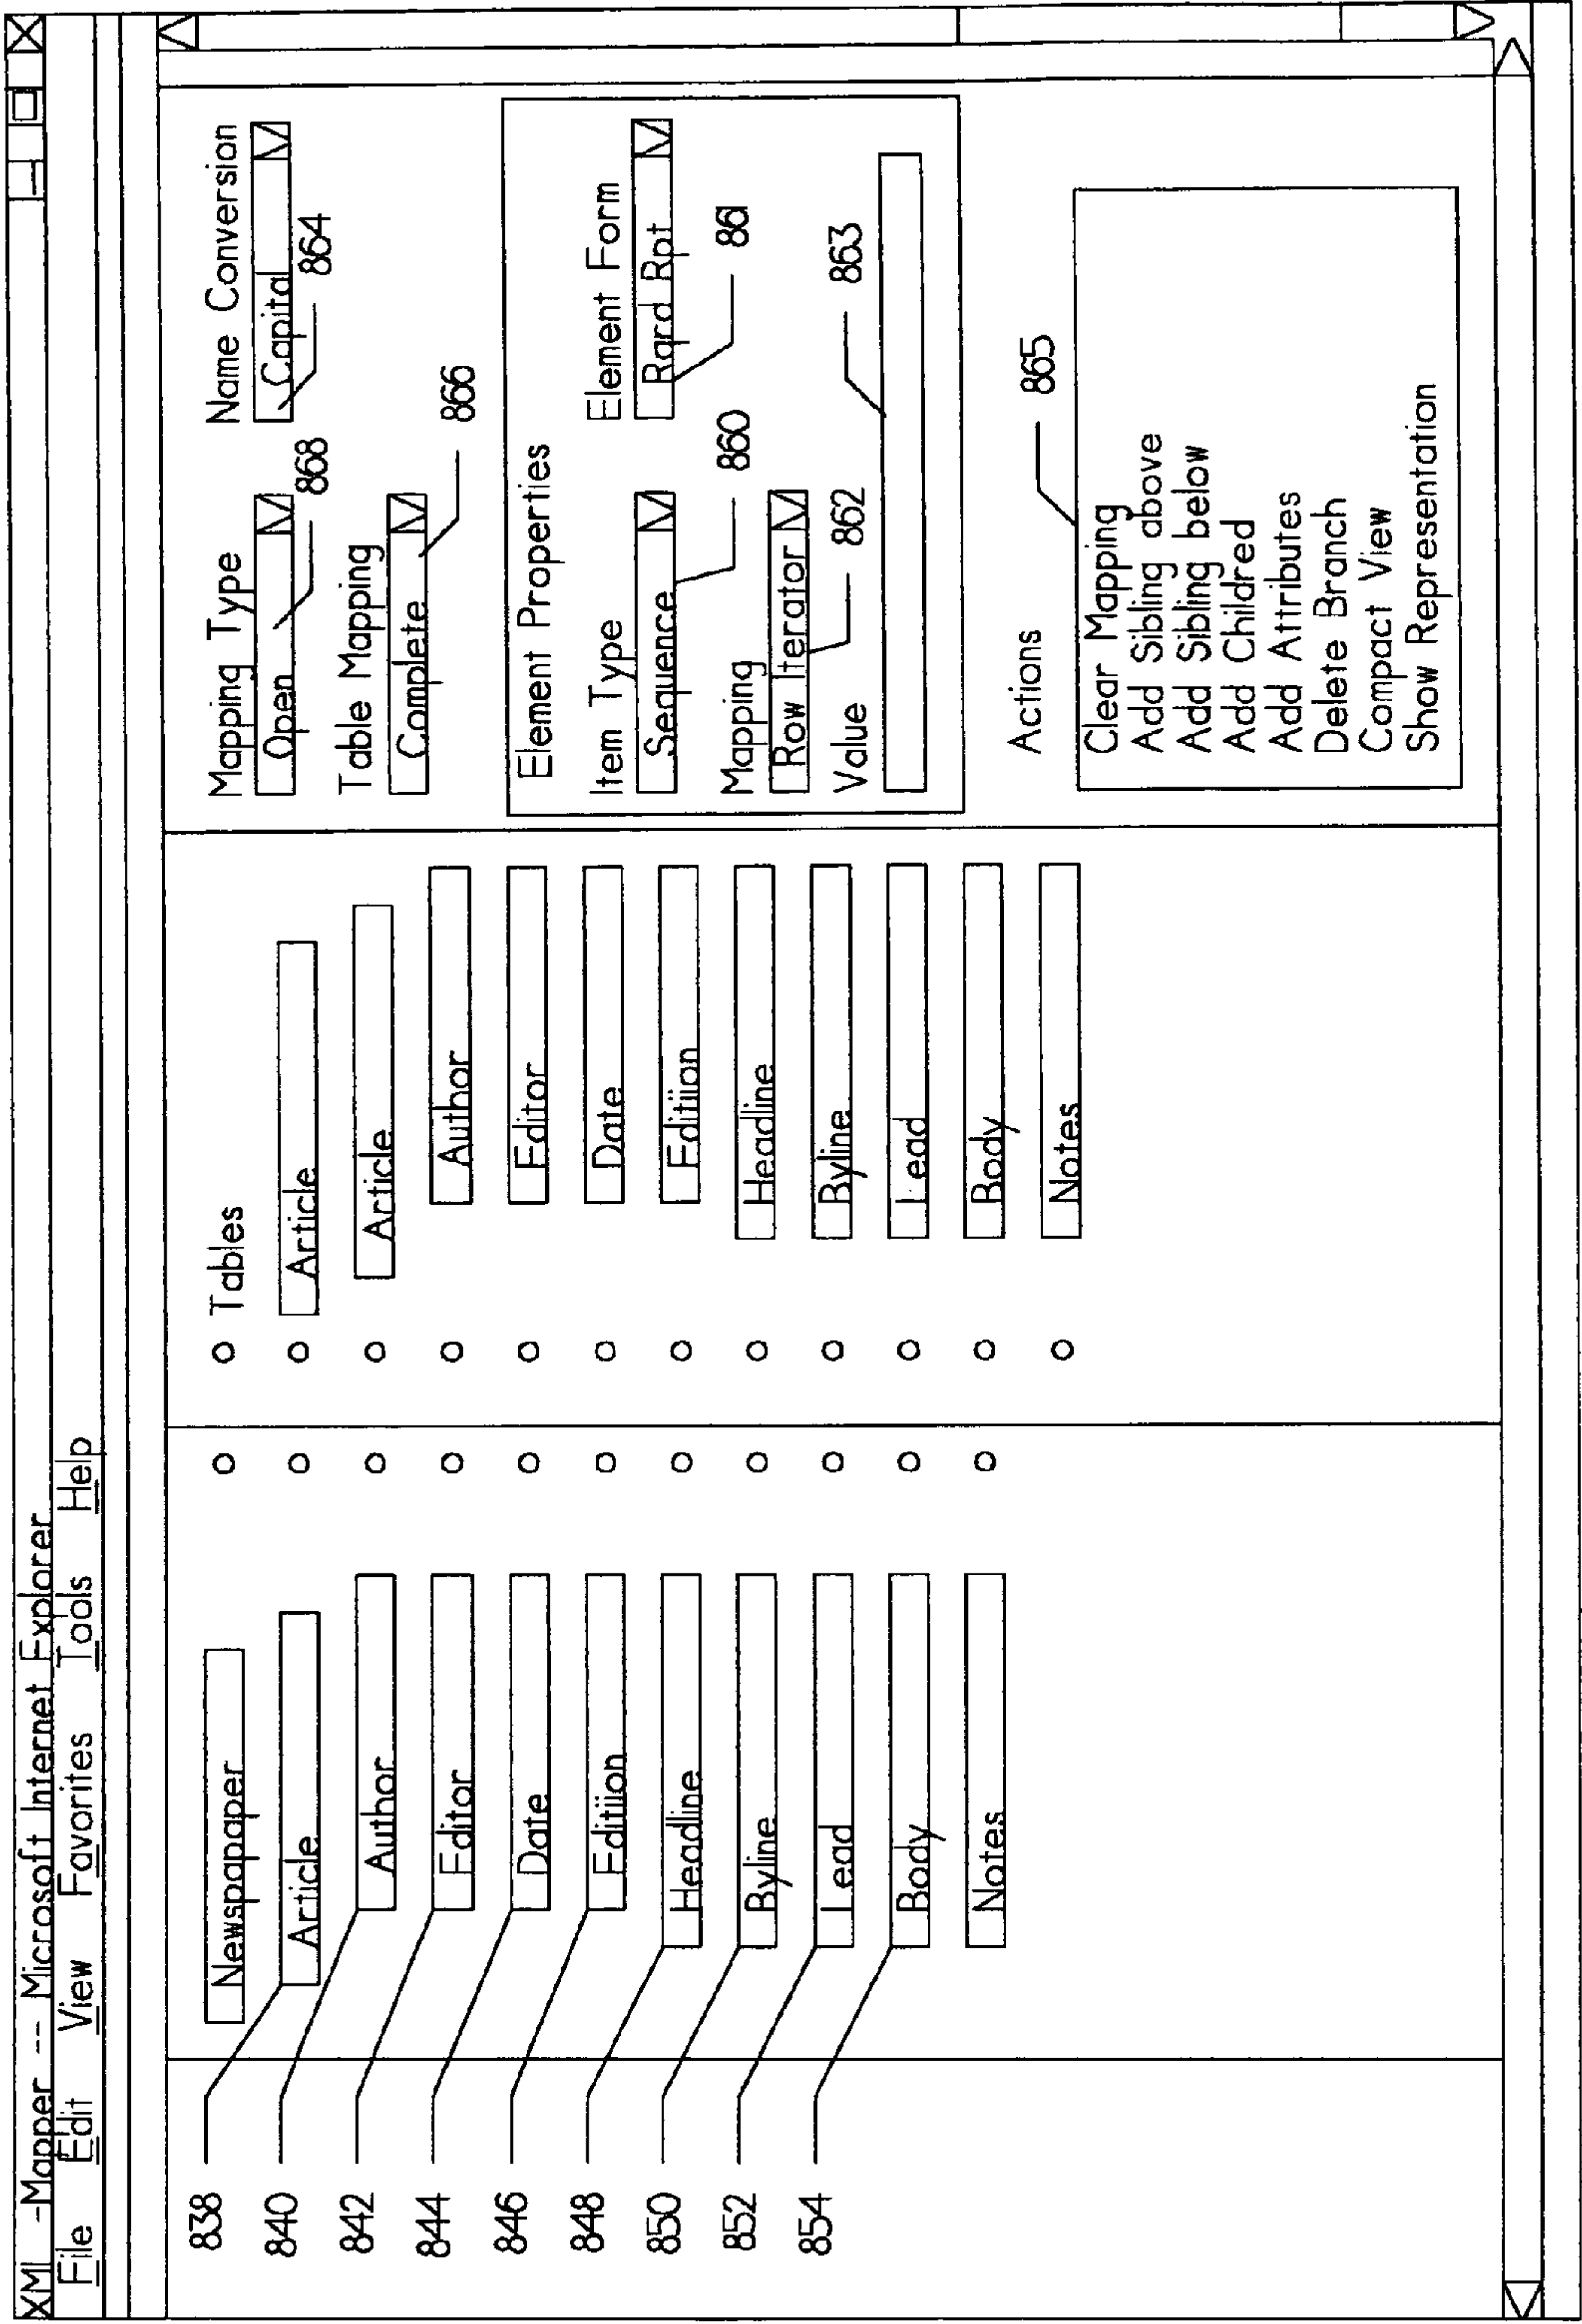 XML -Mapper -- Microsoft Internet Explorer
File Edit View Favorites Tools Help
838
840
842
844
846
848
850
852
854
Newspapaper
Article
Author
Editor
Date
Editiion
Headline
Byline
Lead
Body
Notes
Tables
Article
Article
Author
Editor
Date
Editiion
Headline
Byline
Lead
Body
Notes
Mapping Type
Name Conversion
Open
Capital
868
864
Table Mapping
Complete
866
Element Properties
Item Type
Element Form
Sequence
Rqrd Rpt
860
861
Mapping
Row Iterator
862
Value
863
Actions
865
Clear Mapping
Add Sibling above
Add Sibling below
Add Childred
Add Attributes
Delete Branch
Compact View
Show Representation